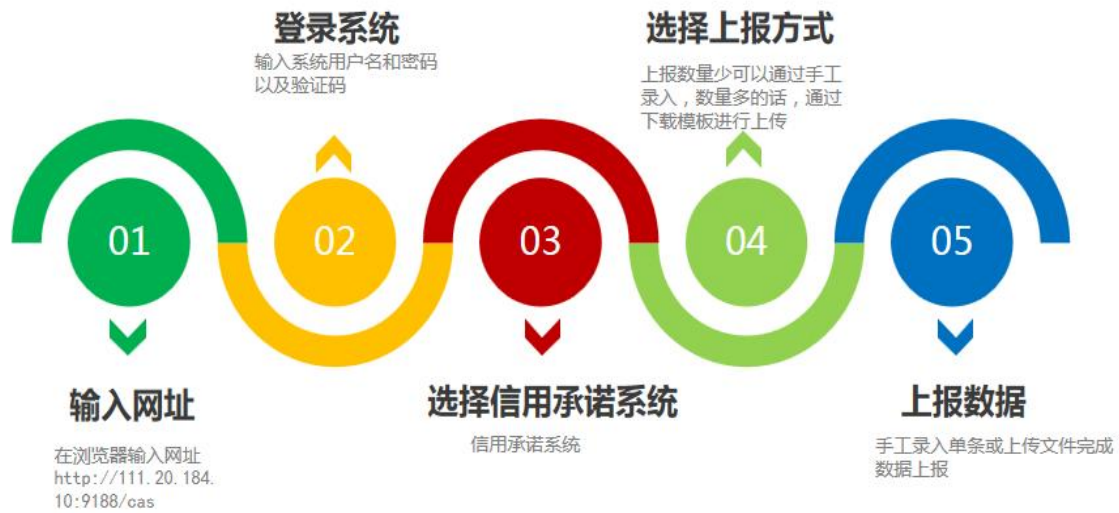 登录系统
输入系统用户名和密码
以及验证码
选择上报方式
上报数量少可以通过手工
录入，数量多的话，通过
下载模板进行上传
01
02
03
04
05
输入网址
在浏览器输入网址
http://111.20.184.
10:9188/cas
选择信用承诺系统
信用承诺系统
上报数据
手工录入单条或上传文件完成
数据上报